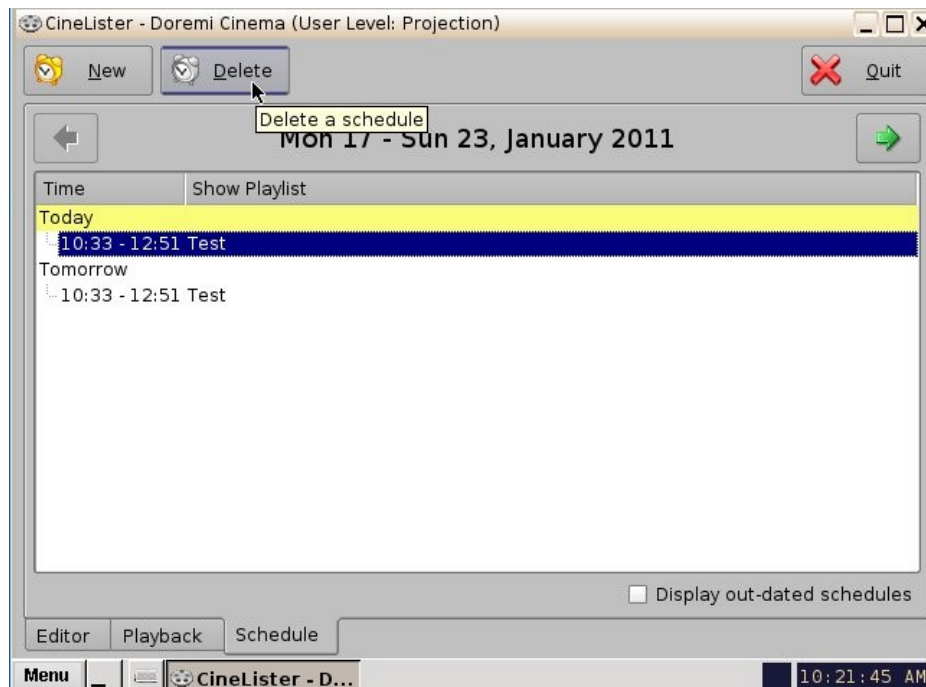 CineLister - Doremi Cinema (User Level: Projection)
New Delete Quit
Delete a schedule
Mon 17 - Sun 23, January 2011
Time Show Playlist
Today
10:33 - 12:51 Test
Tomorrow
10:33 - 12:51 Test
Display out-dated schedules
Editor Playback Schedule
Menu CineLister - D... 10:21:45 AM